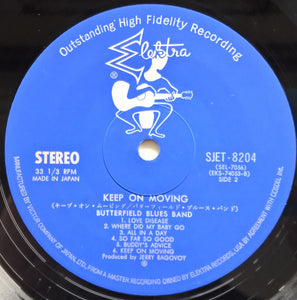 Outstanding High Fidelity Recording
Elektra
STEREO
33 1/3 RPM
MADE IN JAPAN
SJET-8204
(SEL-7056)
(EKS-74053-B)
SIDE 2
KEEP ON MOVING
(キープ・オン・ムービング/バターフィールド・ブルース・バンド)
BUTTERFIELD BLUES BAND
1. LOVE DISEASE
2. WHERE DID MY BABY GO
3. ALL IN A DAY
4. SO FAR SO GOOD
5. BUDDY'S ADVICE
6. KEEP ON MOVING
Produced by JERRY RAGOVOY
MANUFACTURED BY VICTOR COMPANY OF JAPAN, LTD. FROM A MASTER RECORDING OWNED BY ELEKTRA RECORDS, U.S.A. BY AGREEMENT WITH COSDEL INC.